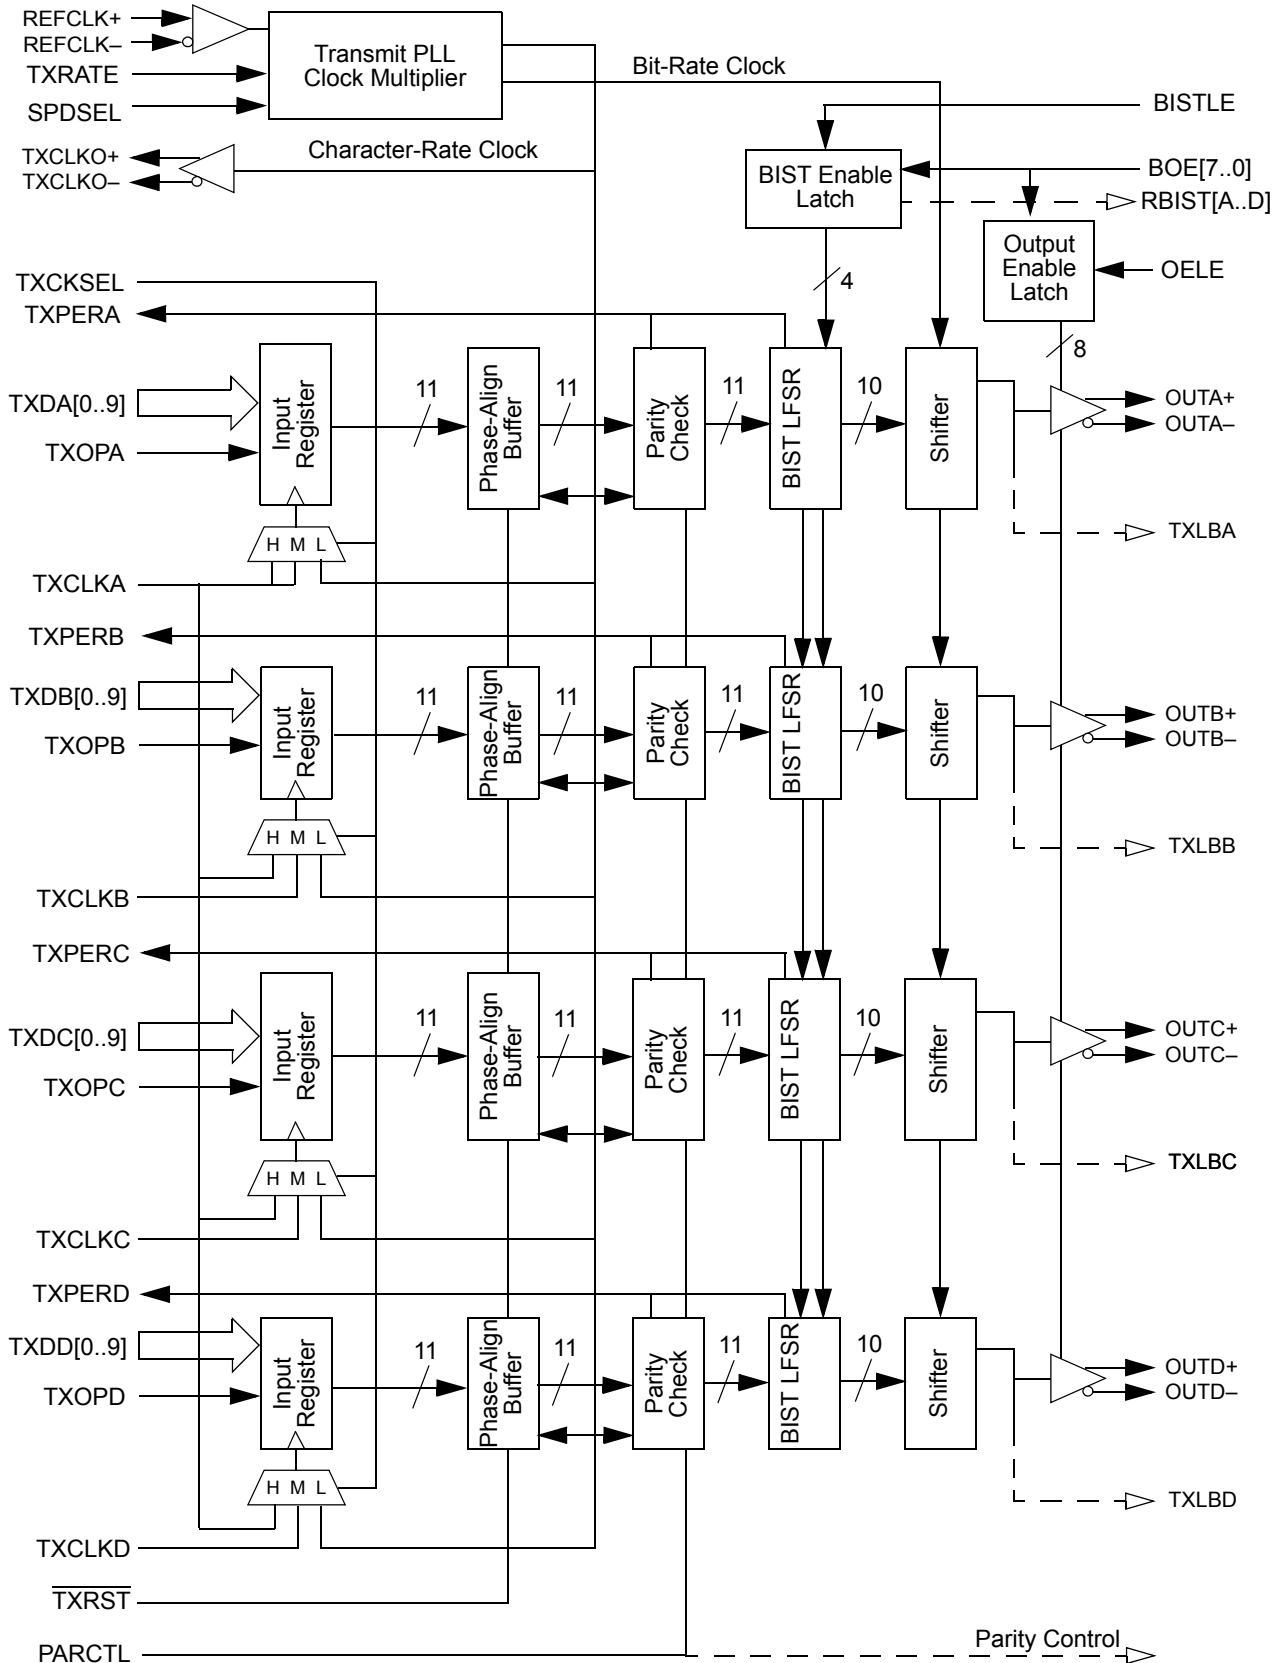 REFCLK+
REFCLK–
TXRATE
SPDSEL
Transmit PLL
Clock Multiplier
Bit-Rate Clock
BISTLE
TXCLKO+
TXCLKO–
Character-Rate Clock
BIST Enable
Latch
BOE[7..0]
RBIST[A..D]
Output
Enable
Latch
OELE
4
8
TXCKSEL
TXPERA
TXDA[0..9]
TXOPA
Input
Register
11
Phase-Align
Buffer
11
Parity
Check
11
BIST LFSR
10
Shifter
OUTA+
OUTA–
TXLBA
H M L
TXCLKA
TXPERB
TXDB[0..9]
TXOPB
Input
Register
11
Phase-Align
Buffer
11
Parity
Check
11
BIST LFSR
10
Shifter
OUTB+
OUTB–
TXLBB
H M L
TXCLKB
TXPERC
TXDC[0..9]
TXOPC
Input
Register
11
Phase-Align
Buffer
11
Parity
Check
11
BIST LFSR
10
Shifter
OUTC+
OUTC–
TXLBC
H M L
TXCLKC
TXPERD
TXDD[0..9]
TXOPD
Input
Register
11
Phase-Align
Buffer
11
Parity
Check
11
BIST LFSR
10
Shifter
OUTD+
OUTD–
TXLBD
H M L
TXCLKD
TXRST
PARCTL
Parity Control